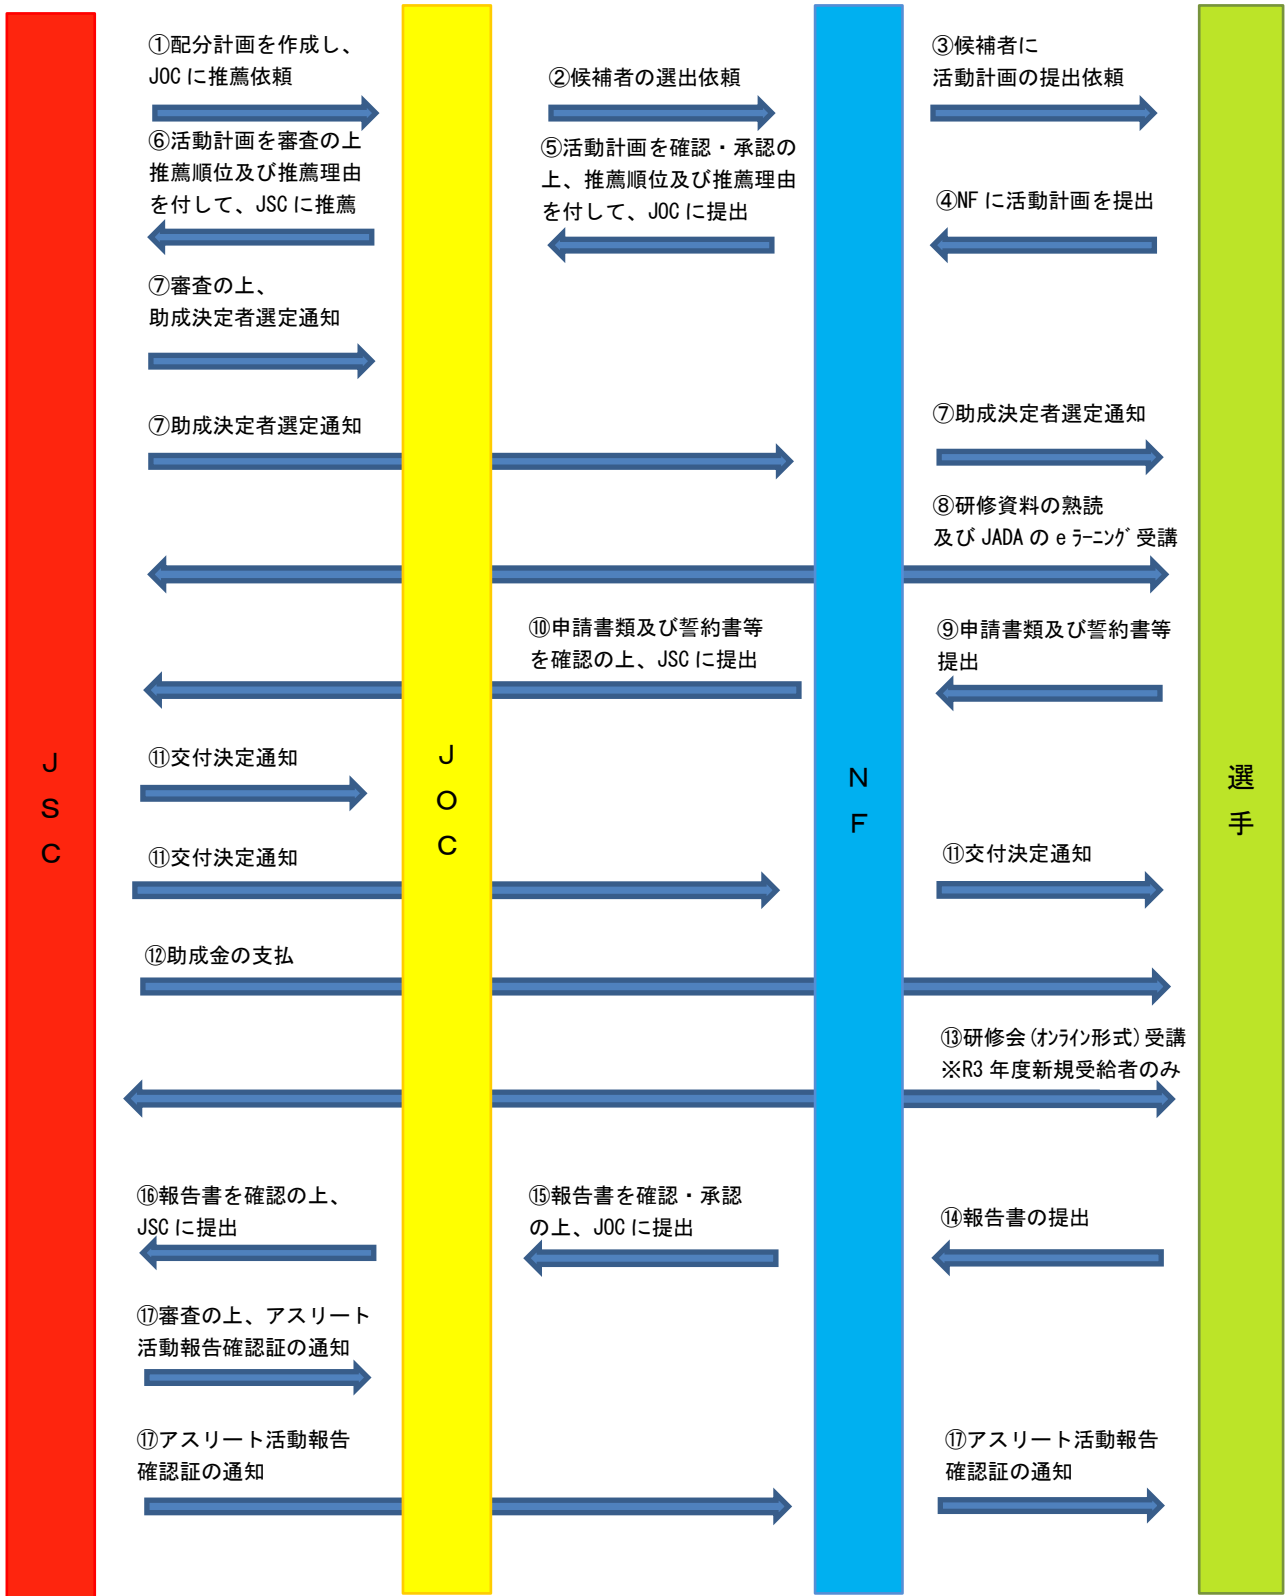 ①配分計画を作成し、
JOCに推薦依頼
②候補者の選出依頼
③候補者に
活動計画の提出依頼
⑥活動計画を審査の上
推薦順位及び推薦理由
を付して、JSCに推薦
⑤活動計画を確認・承認の
上、推薦順位及び推薦理由
を付して、JOCに提出
④NFに活動計画を提出
⑦審査の上、
助成決定者選定通知
⑦助成決定者選定通知
⑦助成決定者選定通知
⑧研修資料の熟読
及びJADAのeラーニング受講
⑩申請書類及び誓約書等
を確認の上、JSCに提出
⑨申請書類及び誓約書等
提出
JSC
JOC
NF
選手
⑪交付決定通知
⑪交付決定通知
⑪交付決定通知
⑫助成金の支払
⑬研修会(オンライン形式)受講
※R3年度新規受給者のみ
⑯報告書を確認の上、
JSCに提出
⑮報告書を確認・承認
の上、JOCに提出
⑭報告書の提出
⑰審査の上、アスリート
活動報告確認証の通知
⑰アスリート活動報告
確認証の通知
⑰アスリート活動報告
確認証の通知